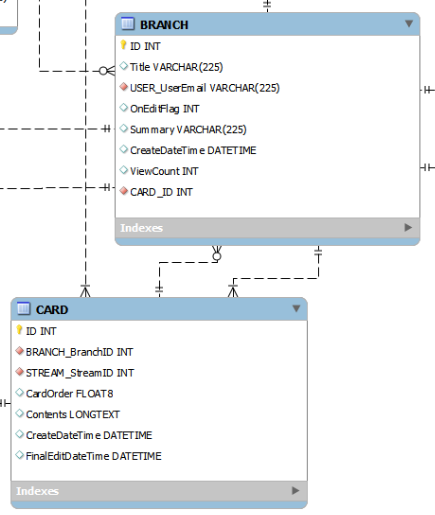 BRANCH
ID INT
Title VARCHAR(225)
USER_UserEmail VARCHAR(225)
OnEditFlag INT
Summary VARCHAR(225)
CreateDateTime DATETIME
ViewCount INT
CARD_ID INT
Indexes
CARD
ID INT
BRANCH_BranchID INT
STREAM_StreamID INT
CardOrder FLOAT8
Contents LONGTEXT
CreateDateTime DATETIME
FinalEditDateTime DATETIME
Indexes